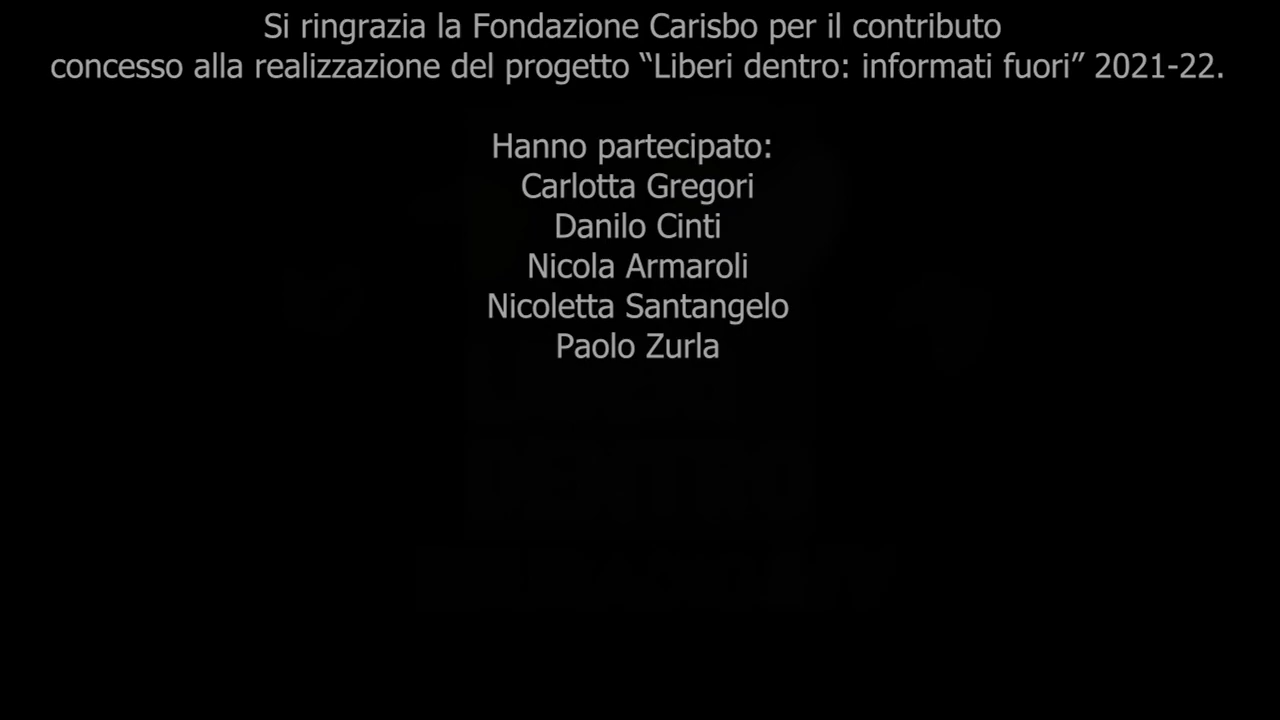 Si ringrazia la Fondazione Carisbo per il contributo
concesso alla realizzazione del progetto “Liberi dentro: informati fuori” 2021-22.
Hanno partecipato:
Carlotta Gregori
Danilo Cinti
Nicola Armaroli
Nicoletta Santangelo
Paolo Zurla